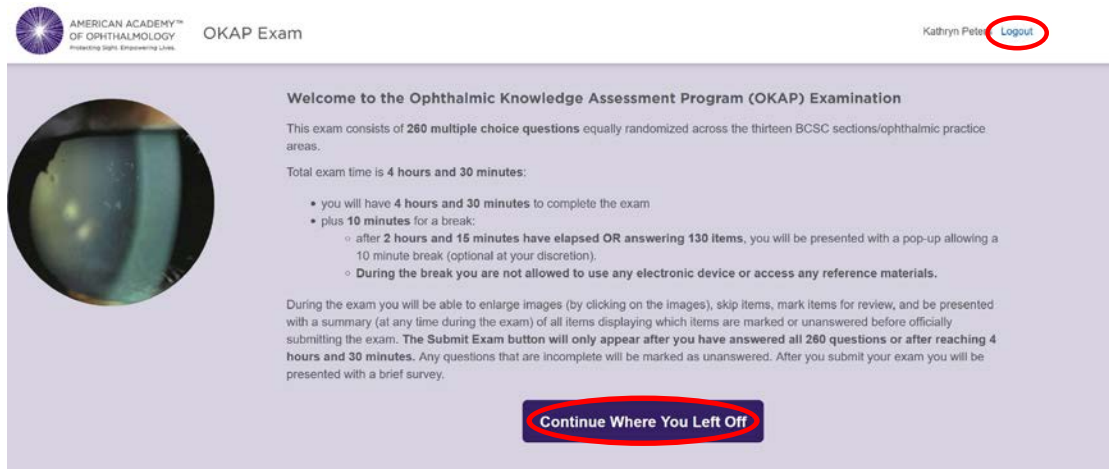 AMERICAN ACADEMY™
OF OPHTHALMOLOGY
Protecting Sight. Empowering Lives.
OKAP Exam
Kathryn Peters Logout
Welcome to the Ophthalmic Knowledge Assessment Program (OKAP) Examination
This exam consists of 260 multiple choice questions equally randomized across the thirteen BCSC sections/ophthalmic practice
areas.
Total exam time is 4 hours and 30 minutes:
• you will have 4 hours and 30 minutes to complete the exam
• plus 10 minutes for a break:
○ after 2 hours and 15 minutes have elapsed OR answering 130 items, you will be presented with a pop-up allowing a
10 minute break (optional at your discretion).
○ During the break you are not allowed to use any electronic device or access any reference materials.
During the exam you will be able to enlarge images (by clicking on the images), skip items, mark items for review, and be presented
with a summary (at any time during the exam) of all items displaying which items are marked or unanswered before officially
submitting the exam. The Submit Exam button will only appear after you have answered all 260 questions or after reaching 4
hours and 30 minutes. Any questions that are incomplete will be marked as unanswered. After you submit your exam you will be
presented with a brief survey.
Continue Where You Left Off